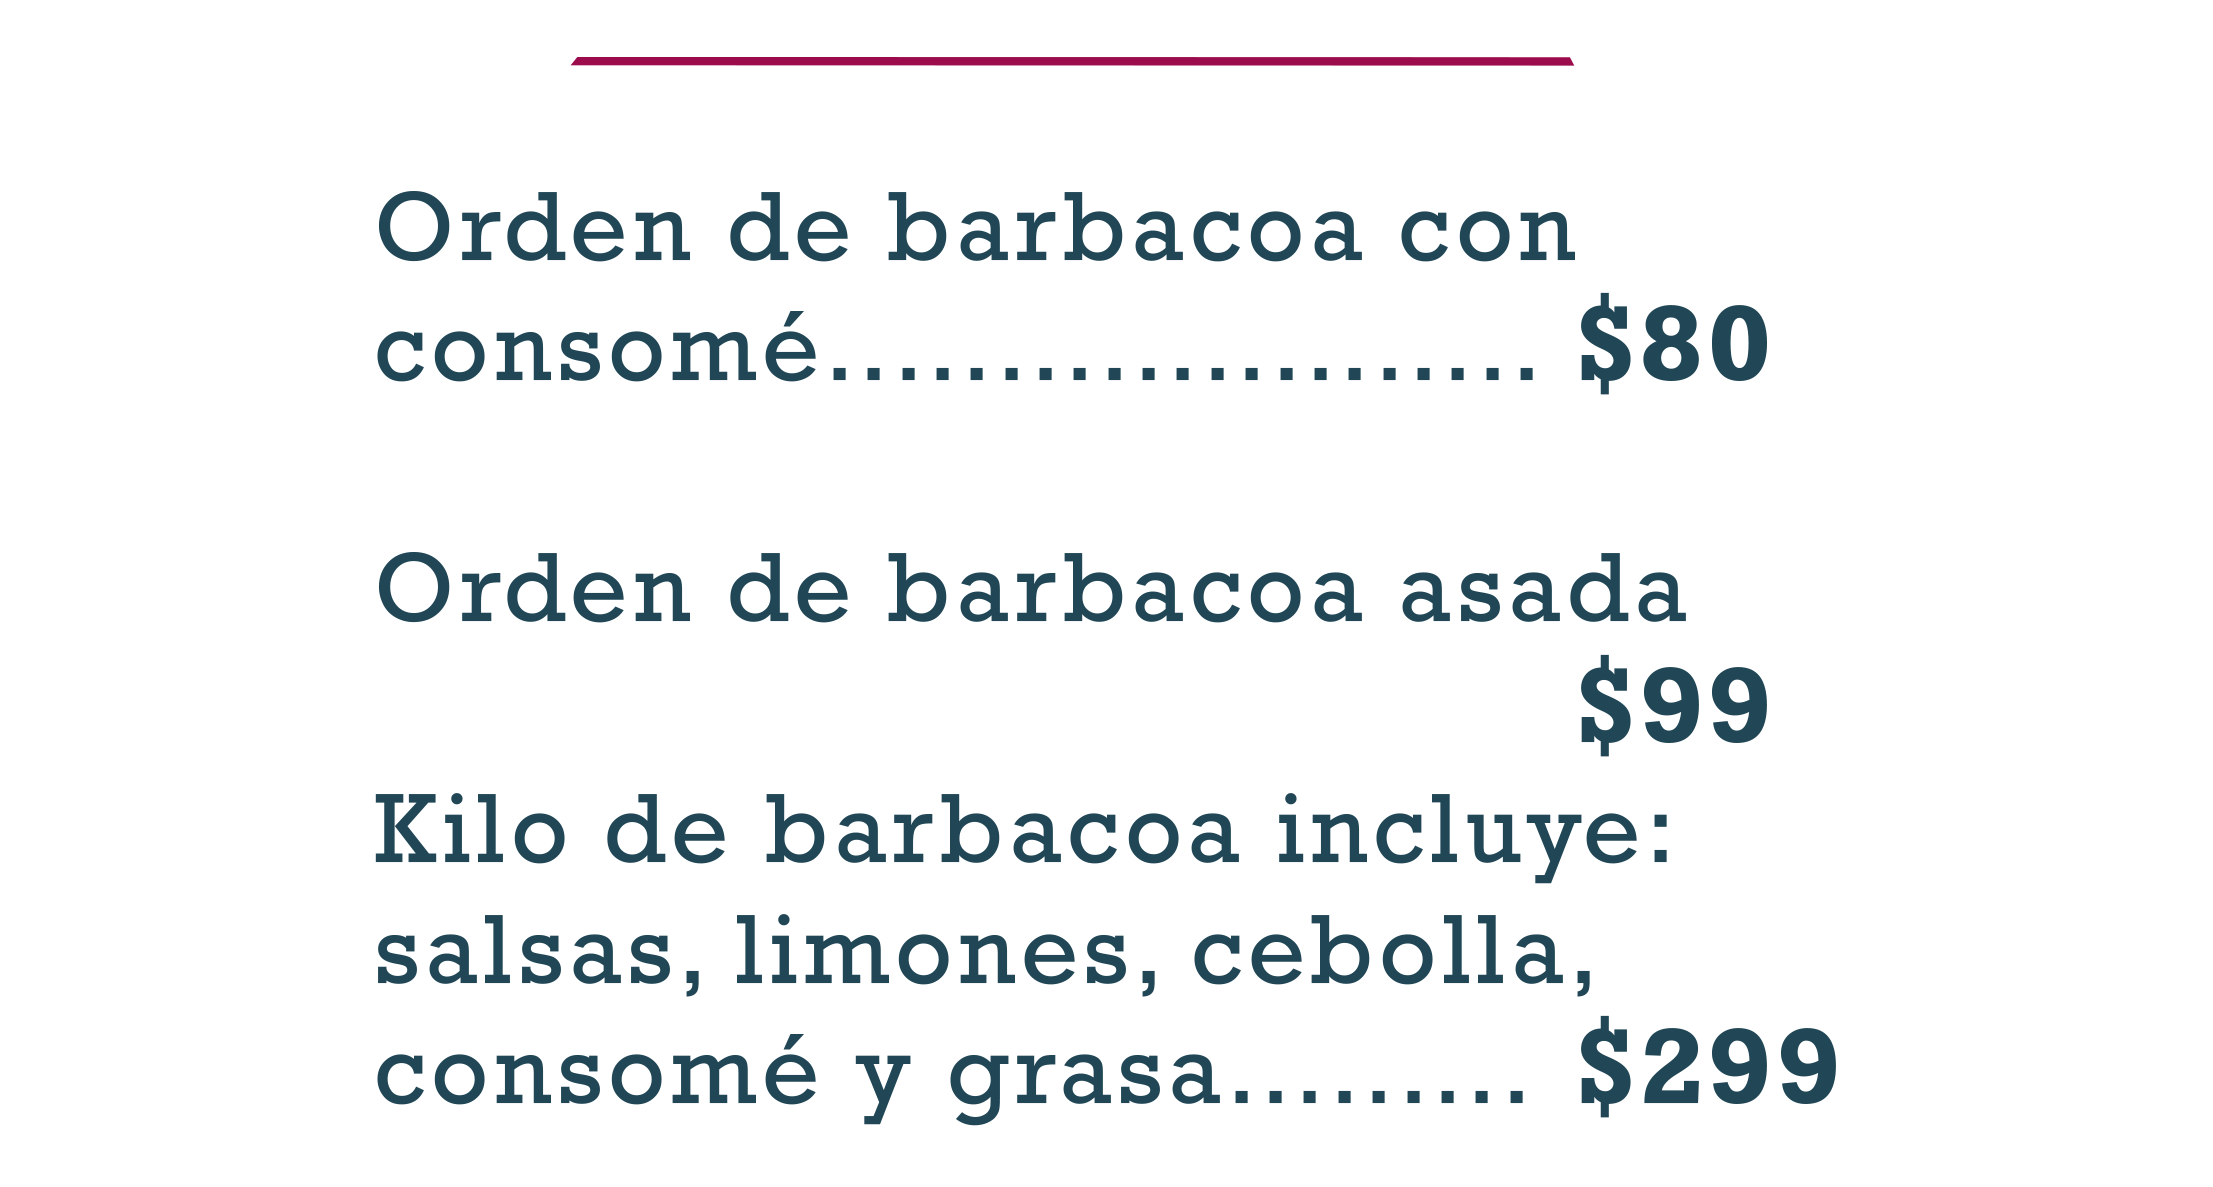 Orden de barbacoa con
consomé..................... $80
Orden de barbacoa asada
$99
Kilo de barbacoa incluye:
salsas, limones, cebolla,
consomé y grasa......... $299